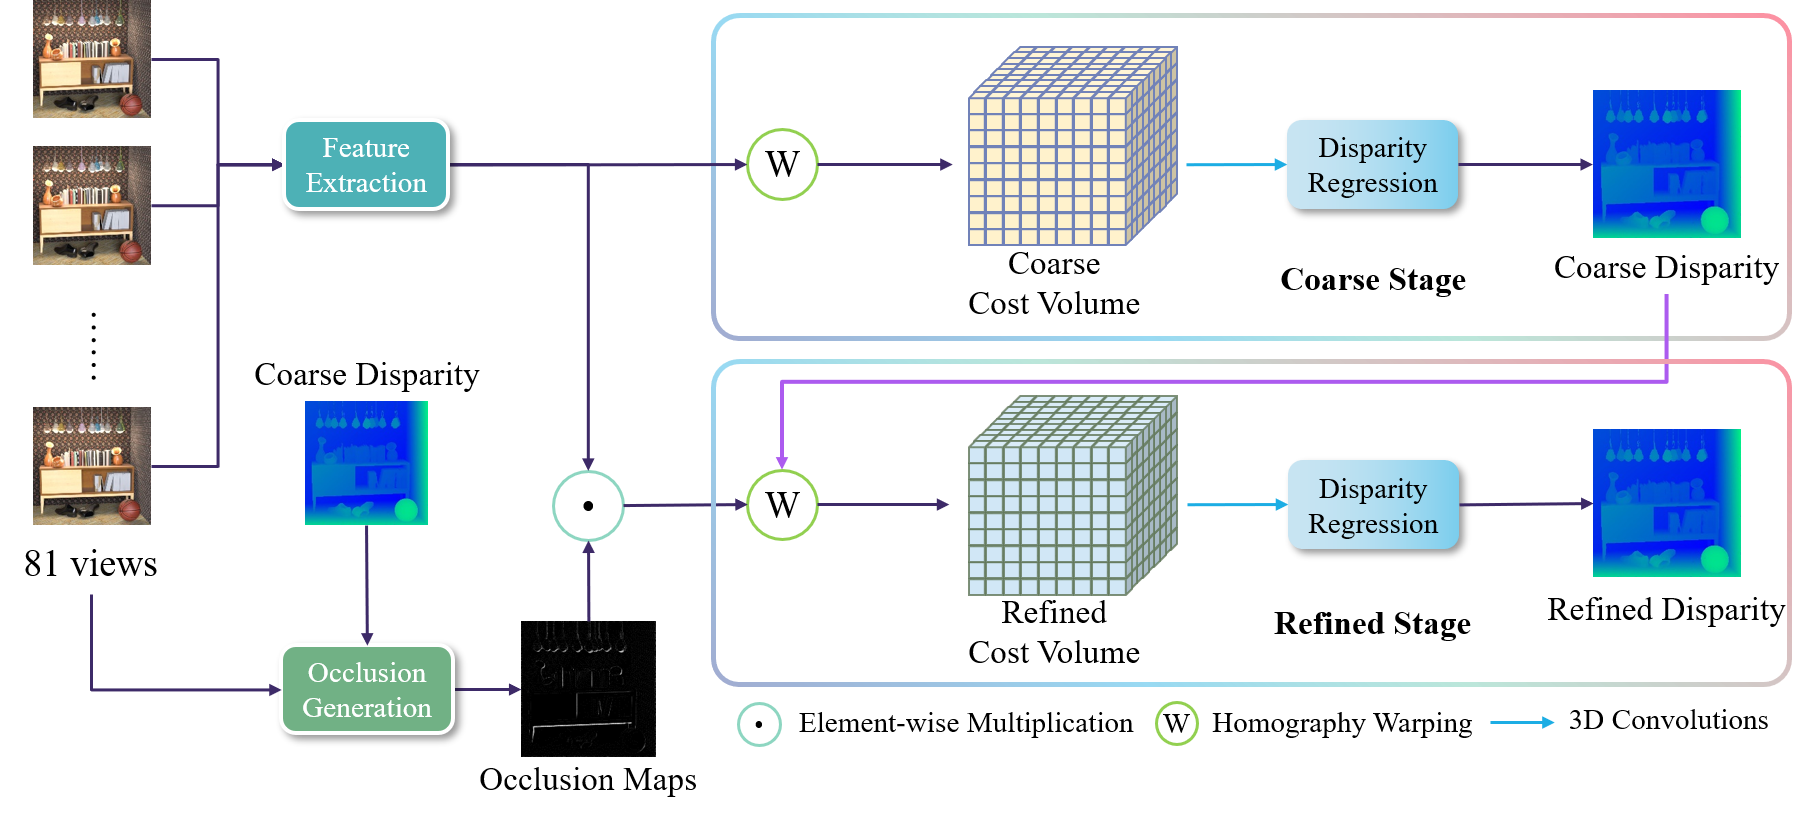 Feature
Extraction
W
Coarse
Cost Volume
Disparity
Regression
Coarse Stage
Coarse Disparity
81 views
Coarse Disparity
Occlusion
Generation
Occlusion Maps
W
Refined
Cost Volume
Disparity
Regression
Refined Stage
Refined Disparity
Element-wise Multiplication
W
Homography Warping
3D Convolutions